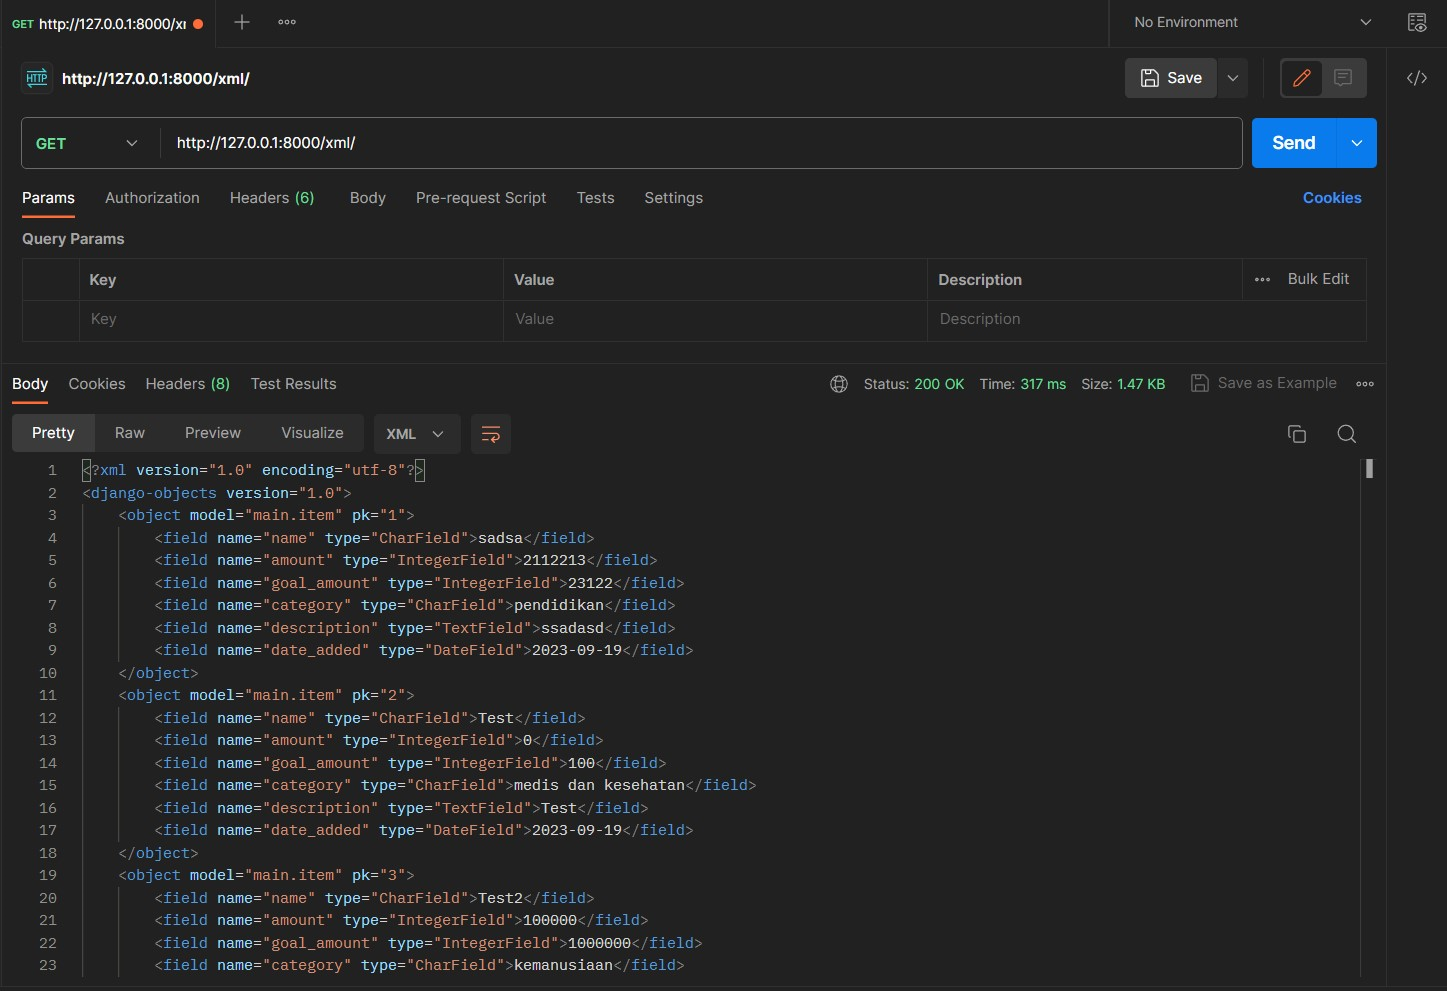 GET http://127.0.0.1:8000/xr
No Environment
HTTP http://127.0.0.1:8000/xml/
Save
</>
GET http://127.0.0.1:8000/xml/
Send
Params Authorization Headers (6) Body Pre-request Script Tests Settings Cookies
Query Params
Key Value Description Bulk Edit
Key Value Description
Body Cookies Headers (8) Test Results Status: 200 OK Time: 317 ms Size: 1.47 KB Save as Example
Pretty Raw Preview Visualize XML
1 <?xml version="1.0" encoding="utf-8"?>
2 <django-objects version="1.0">
3 <object model="main.item" pk="1">
4 <field name="name" type="CharField">sadsa</field>
5 <field name="amount" type="IntegerField">2112213</field>
6 <field name="goal_amount" type="IntegerField">23122</field>
7 <field name="category" type="CharField">pendidikan</field>
8 <field name="description" type="TextField">ssadasd</field>
9 <field name="date_added" type="DateField">2023-09-19</field>
10 </object>
11 <object model="main.item" pk="2">
12 <field name="name" type="CharField">Test</field>
13 <field name="amount" type="IntegerField">0</field>
14 <field name="goal_amount" type="IntegerField">100</field>
15 <field name="category" type="CharField">medis dan kesehatan</field>
16 <field name="description" type="TextField">Test</field>
17 <field name="date_added" type="DateField">2023-09-19</field>
18 </object>
19 <object model="main.item" pk="3">
20 <field name="name" type="CharField">Test2</field>
21 <field name="amount" type="IntegerField">100000</field>
22 <field name="goal_amount" type="IntegerField">1000000</field>
23 <field name="category" type="CharField">kemanusiaan</field>